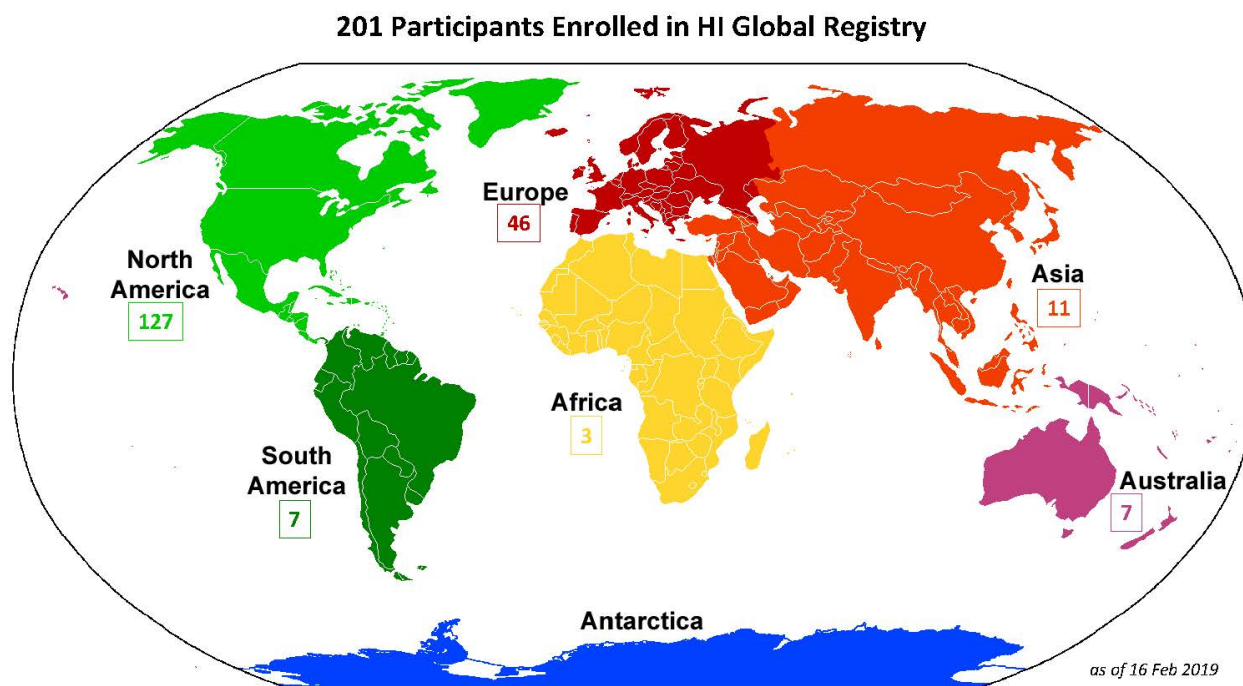 201 Participants Enrolled in HI Global Registry
Europe
46
North
America
127
Asia
11
Africa
3
South
America
7
Australia
7
Antarctica
as of 16 Feb 2019